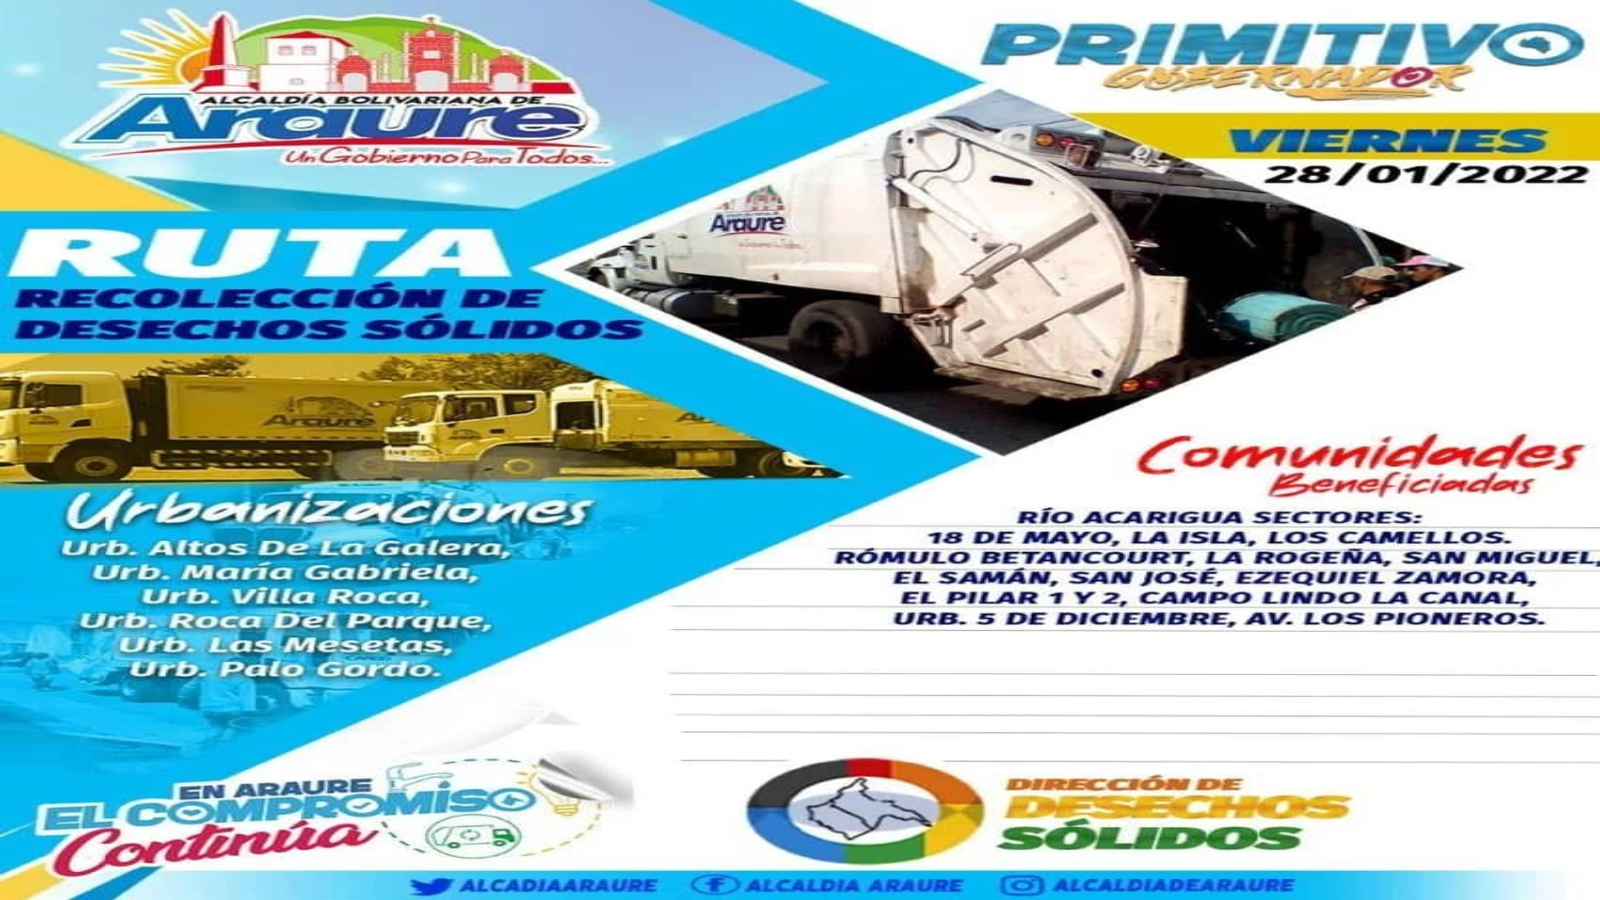 ALCALDÍA BOLIVARIANA DE
Araure
Un Gobierno Para Todos...
PRIMITIVO
GOBERNADOR
VIERNES
28/01/2022
Araure
RUTA
RECOLECCIÓN DE
DESECHOS SÓLIDOS
Araure
Urbanizaciones
Urb. Altos De La Galera,
Urb. María Gabriela,
Urb. Villa Roca,
Urb. Roca Del Parque,
Urb. Las Mesetas,
Urb. Palo Gordo.
Comunidades
Beneficiadas
RÍO ACARIGUA SECTORES:
18 DE MAYO, LA ISLA, LOS CAMELLOS.
RÓMULO BETANCOURT, LA ROGEÑA, SAN MIGUEL,
EL SAMÁN, SAN JOSÉ, EZEQUIEL ZAMORA,
EL PILAR 1 Y 2, CAMPO LINDO LA CANAL,
URB. 5 DE DICIEMBRE, AV. LOS PIONEROS.
EN ARAURE
EL COMPROMISO
Continúa
DIRECCIÓN DE
DESECHOS
SÓLIDOS
ALCADIAARAURE
ALCALDIA ARAURE
ALCALDIADEARAURE